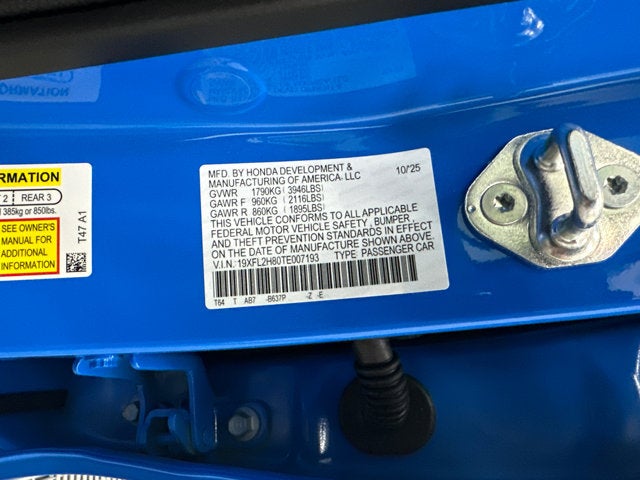 RMATION
T 2 REAR 3
385kg or 850lbs.
SEE OWNER'S
MANUAL FOR
ADDITIONAL
INFORMATION
T47 A1
MFD. BY HONDA DEVELOPMENT & 10/'25
MANUFACTURING OF AMERICA, LLC
GVWR 1790KG( 3946LBS)
GAWR F 960KG ( 2116LBS)
GAWR R 860KG ( 1895LBS)
THIS VEHICLE CONFORMS TO ALL APPLICABLE
FEDERAL MOTOR VEHICLE SAFETY , BUMPER ,
AND THEFT PREVENTION STANDARDS IN EFFECT
ON THE DATE OF MANUFACTURE SHOWN ABOVE.
V.I.N.: 19XFL2H80TE007193 TYPE: PASSENGER CAR
T64 T AB7 -B637P -Z -E